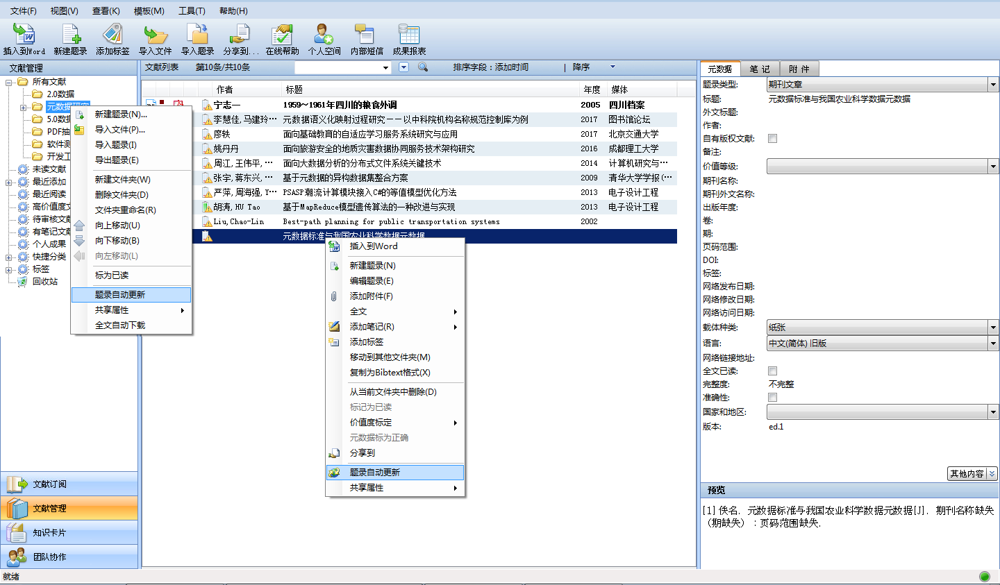 文件(F) 视图(V) 查看(K) 模板(M) 工具(T) 帮助(H)
插入到Word 新建题录 添加标签 导入文件 导入题录 分享到... 在线帮助 个人空间 内部短信 成果报表
文献管理
所有文献
2.0数据
元数据研究
5.0数据
PDF抽
软件测
开发工
未读文献
最近添加
最近阅读
高价值度文
待审核文献
有笔记文献
个人成果
快捷分类
标签
回收站
新建题录(N)...
导入文件(P)...
导入题录(I)
导出题录(E)
新建文件夹(W)
删除文件夹(D)
文件夹重命名(R)
向上移动(U)
向下移动(B)
向左移动(L)
标为已读
题录自动更新
共享属性
全文自动下载
文献订阅
文献管理
知识卡片
团队协作
就绪
文献列表 第10条/共10条 排序字段：添加时间 | 降序
作者 标题 年度 媒体
宁志一 1959～1961年四川的粮食外调 2005 四川档案
李慧佳,马建玲… 元数据语义化映射过程研究——以中科院机构名称规范控制库为例 2017 图书馆论坛
廖轶 面向基础教育的自适应学习服务系统研究与应用 2017 北京交通大学
姚丹丹 面向旅游安全的地质灾害数据协同服务技术架构研究 2016 成都理工大学
周江,王伟平,… 面向大数据分析的分布式文件系统关键技术 2014 计算机研究与…
张宇,蒋东兴,… 基于元数据的异构数据集整合方案 2009 清华大学学报(…
严萍,周海强,Y… PSASP潮流计算模块接入C#的等值模型优化方法 2013 电子设计工程
胡涛,HU Tao 基于MapReduce模型遗传算法的一种改进与实现 2013 电子设计工程
Liu,Chao-Lin Best-path planning for public transportation systems 2002
元数据标准与我国农业科学数据元数据
插入到Word
新建题录(N)
编辑题录(E)
添加附件(F)
全文
添加笔记(R)
添加标签
移动到其他文件夹(M)
复制为Bibtext格式(X)
从当前文件夹中删除(D)
标记为已读
价值度标定
元数据标为正确
分享到
题录自动更新
共享属性
元数据 笔 记 附 件
题录类型: 期刊文章
标题: 元数据标准与我国农业科学数据元数据
外文标题:
作者:
自有版权文献:
备注:
价值等级:
期刊名称:
期刊外文名称:
出版年度:
卷:
期:
页码范围:
DOI:
标签:
网络发布日期:
网络修改日期:
网络访问日期:
载体种类: 纸张
语言: 中文(简体) 旧版
网络链接地址:
全文已读:
完整度: 不完整
准确性:
国家和地区:
版本: ed.1
其他内容
预览
[1] 佚名. 元数据标准与我国农业科学数据元数据[J]. 期刊名称缺失
（期缺失）：页码范围缺失.